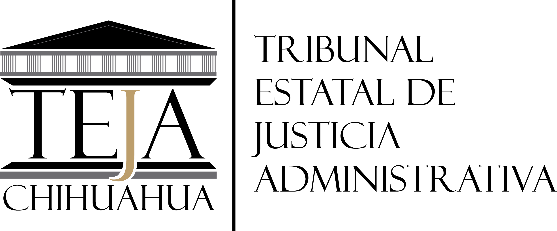 TEJA
CHIHUAHUA
TRIBUNAL
ESTATAL DE
JUSTICIA
ADMINISTRATIVA